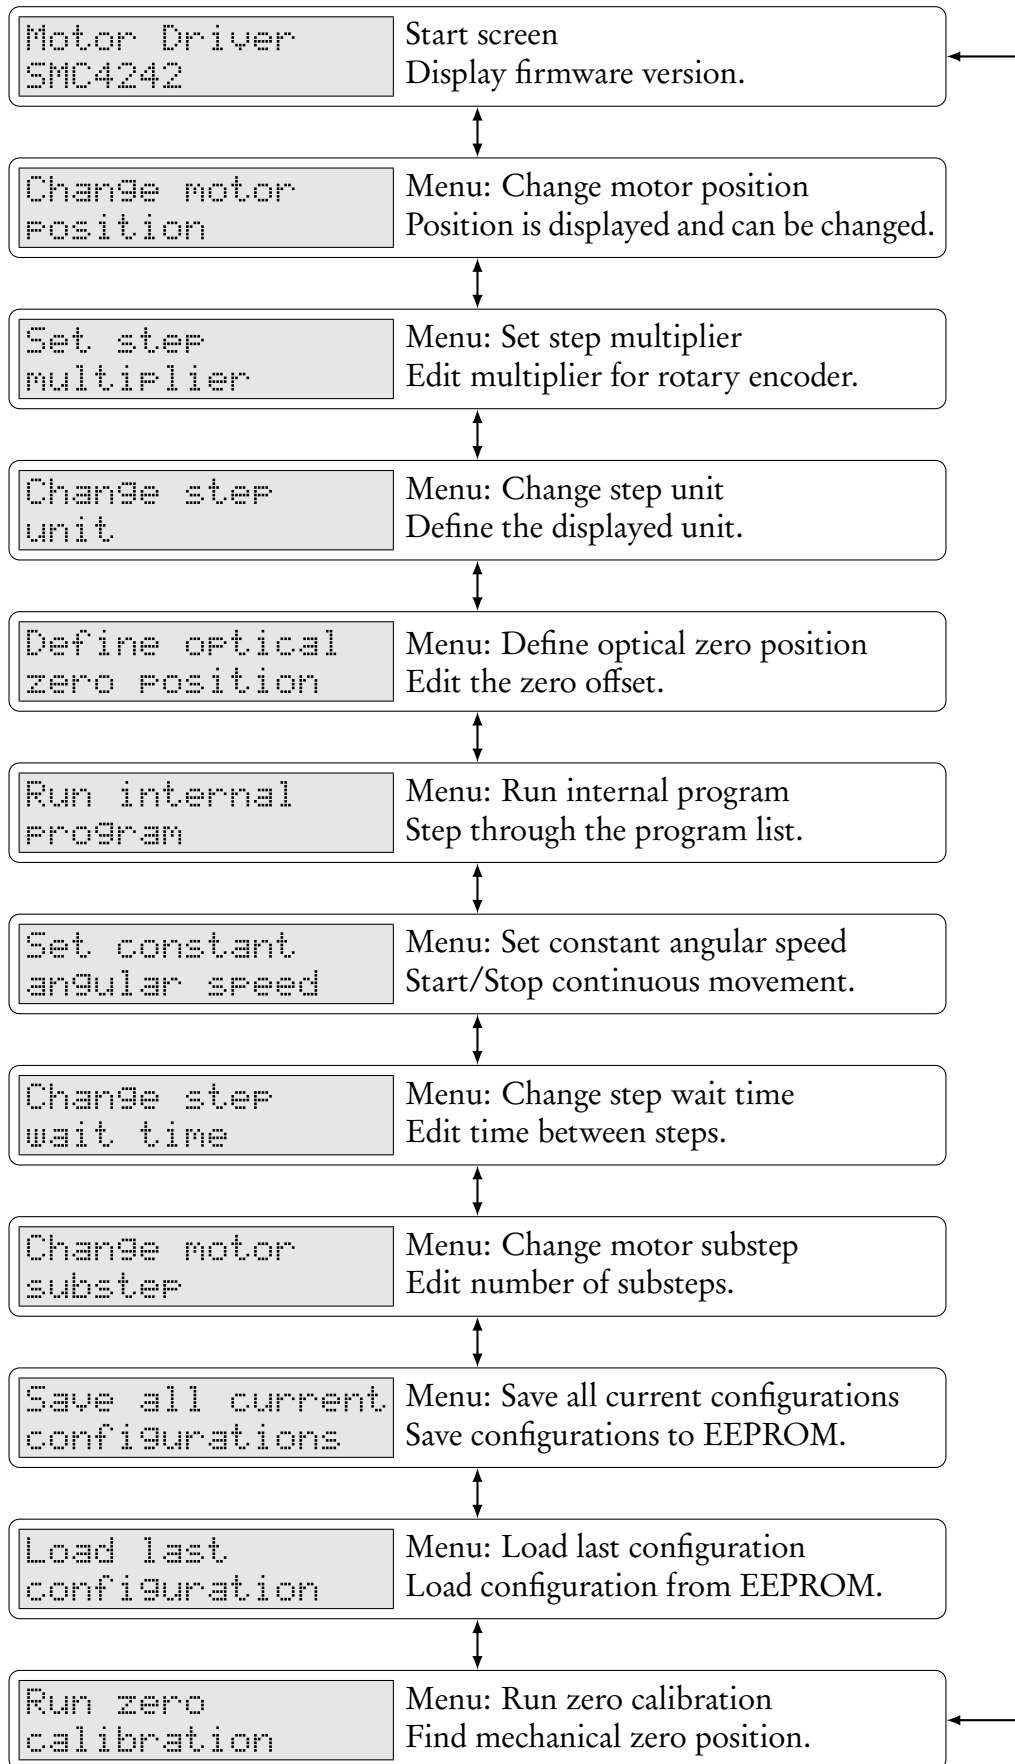 Motor Driver
SMC4242
Start screen
Display firmware version.
Change motor
position
Menu: Change motor position
Position is displayed and can be changed.
Set step
multiplier
Menu: Set step multiplier
Edit multiplier for rotary encoder.
Change step
unit
Menu: Change step unit
Define the displayed unit.
Define optical
zero position
Menu: Define optical zero position
Edit the zero offset.
Run internal
program
Menu: Run internal program
Step through the program list.
Set constant
angular speed
Menu: Set constant angular speed
Start/Stop continuous movement.
Change step
wait time
Menu: Change step wait time
Edit time between steps.
Change motor
substep
Menu: Change motor substep
Edit number of substeps.
Save all current
configurations
Menu: Save all current configurations
Save configurations to EEPROM.
Load last
configuration
Menu: Load last configuration
Load configuration from EEPROM.
Run zero
calibration
Menu: Run zero calibration
Find mechanical zero position.